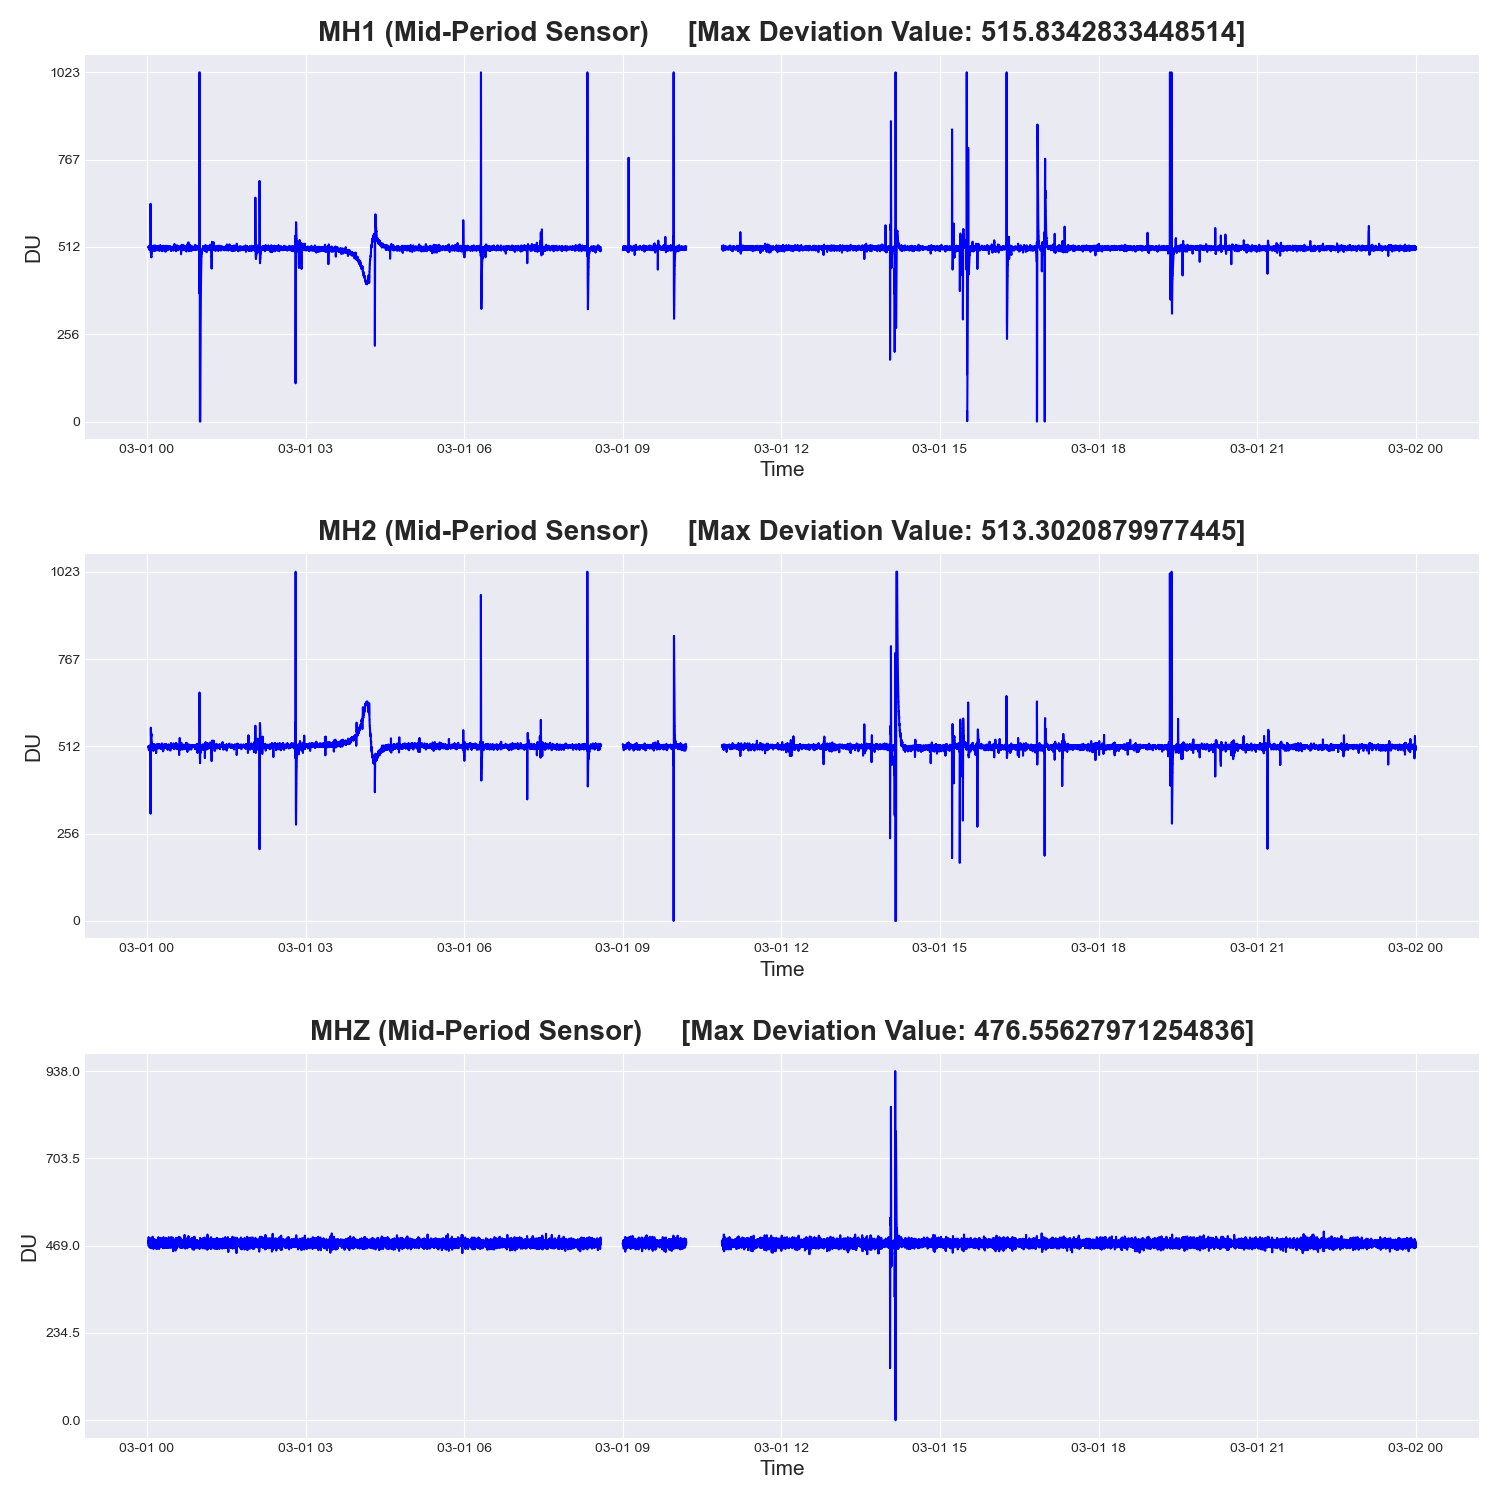 MH1 (Mid-Period Sensor) [Max Deviation Value: 515.8342833448514]
1023
767
512
256
0
DU
03-01 00 03-01 03 03-01 06 03-01 09 03-01 12 03-01 15 03-01 18 03-01 21 03-02 00
Time
MH2 (Mid-Period Sensor) [Max Deviation Value: 513.3020879977445]
1023
767
512
256
0
DU
03-01 00 03-01 03 03-01 06 03-01 09 03-01 12 03-01 15 03-01 18 03-01 21 03-02 00
Time
MHZ (Mid-Period Sensor) [Max Deviation Value: 476.55627971254836]
938.0
703.5
469.0
234.5
0.0
DU
03-01 00 03-01 03 03-01 06 03-01 09 03-01 12 03-01 15 03-01 18 03-01 21 03-02 00
Time